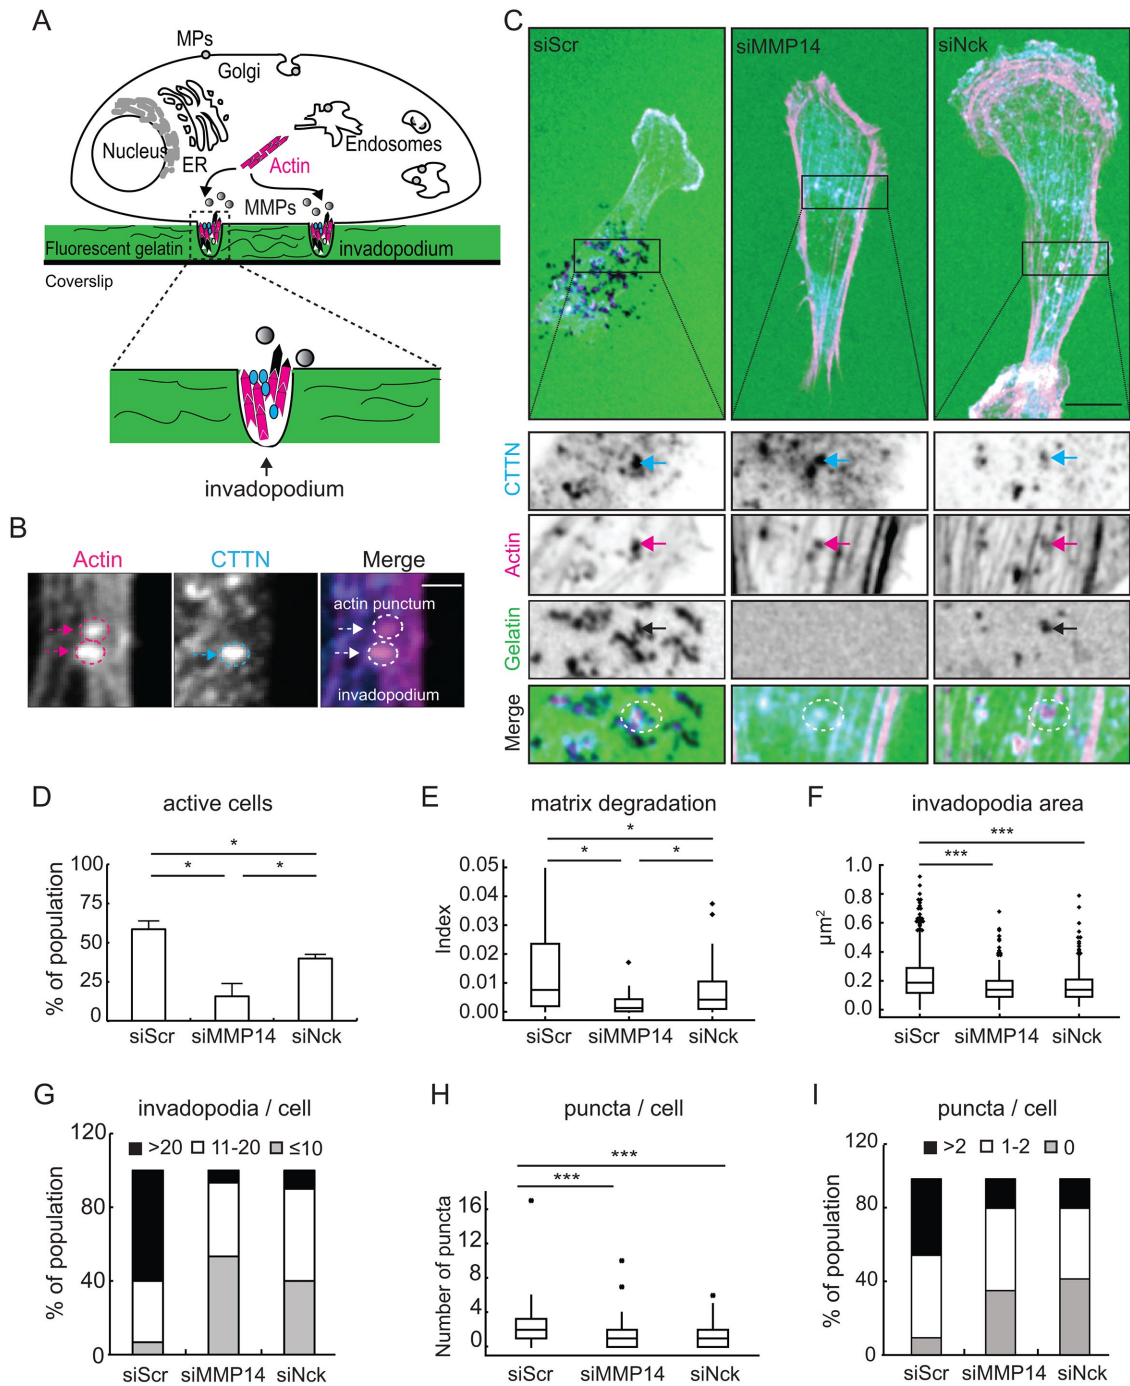 A
MPs
Golgi
Nucleus
ER
Actin
Endosomes
MMPs
Fluorescent gelatin
invadopodium
Coverslip
invadopodium
B
Actin
CTTN
Merge
actin punctum
invadopodium
C
siScr
siMMP14
siNck
CTTN
Actin
Gelatin
Merge
D
active cells
* 
* *
% of population
100
75
50
25
0
siScr
siMMP14
siNck
E
matrix degradation
*
* *
Index
0.05
0.04
0.03
0.02
0.01
0.00
siScr
siMMP14
siNck
F
invadopodia area
***
***
µm²
1.0
0.8
0.6
0.4
0.2
0.0
siScr
siMMP14
siNck
G
invadopodia / cell
>20 11-20 ≤10
% of population
120
80
40
0
siScr
siMMP14
siNck
H
puncta / cell
***
***
Number of puncta
16
12
8
4
0
siScr
siMMP14
siNck
I
puncta / cell
>2 1-2 0
% of population
120
80
40
0
siScr
siMMP14
siNck